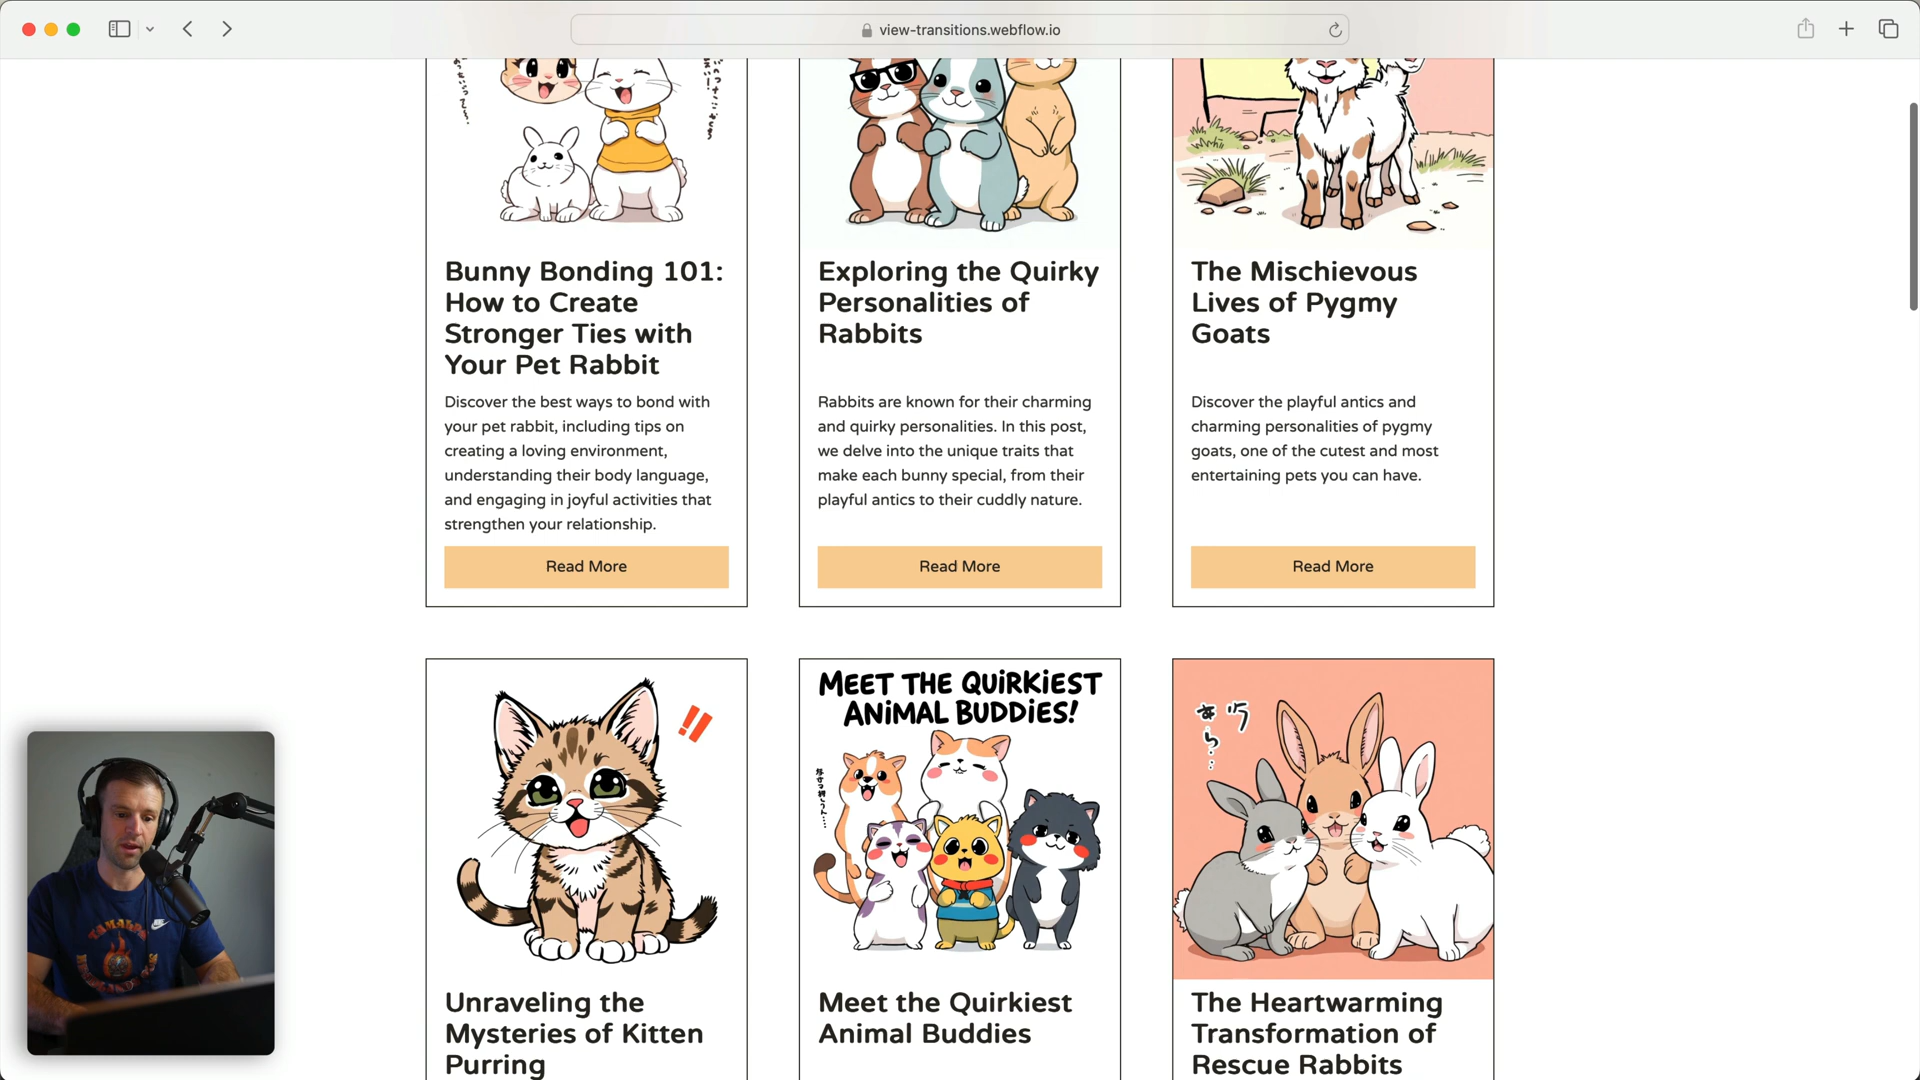 view-transitions.webflow.io
Bunny Bonding 101:
How to Create
Stronger Ties with
Your Pet Rabbit
Discover the best ways to bond with
your pet rabbit, including tips on
creating a loving environment,
understanding their body language,
and engaging in joyful activities that
strengthen your relationship.
Read More
Exploring the Quirky
Personalities of
Rabbits
Rabbits are known for their charming
and quirky personalities. In this post,
we delve into the unique traits that
make each bunny special, from their
playful antics to their cuddly nature.
Read More
The Mischievous
Lives of Pygmy
Goats
Discover the playful antics and
charming personalities of pygmy
goats, one of the cutest and most
entertaining pets you can have.
Read More
!!
Unraveling the
Mysteries of Kitten
Purring
MEET THE QUiRKiEST
ANiMAL BUDDiES!
Meet the Quirkiest
Animal Buddies
The Heartwarming
Transformation of
Rescue Rabbits